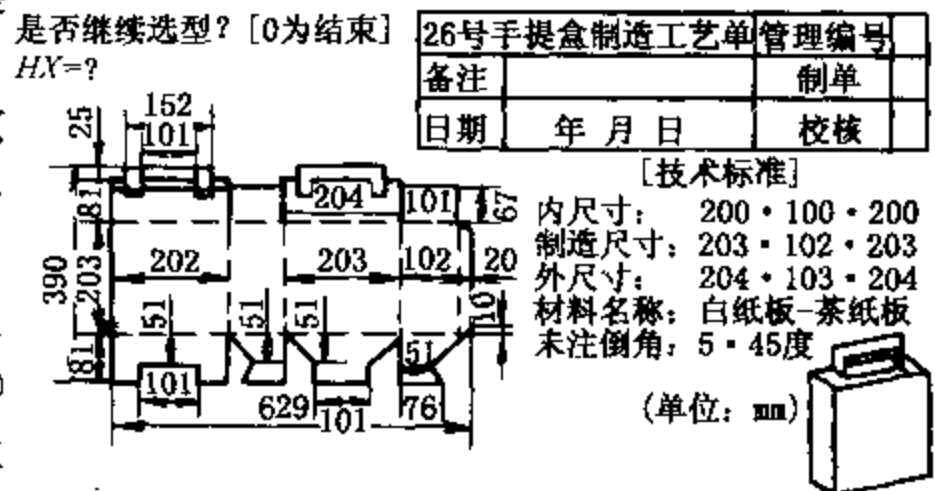 是否继续选型？[0为结束]
HX=?
26号手提盒制造工艺单 管理编号
备注 制单
日期 年 月 日 校核
[技术标准]
内尺寸： 200·100·200
制造尺寸：203·102·203
外尺寸： 204·103·204
材料名称：白纸板-茶纸板
未注倒角：5·45度
(单位：mm)
25
152
101
81
204
101
67
390
203
202
203
102
20
10
51
51
51
51
81
101
629
101
76